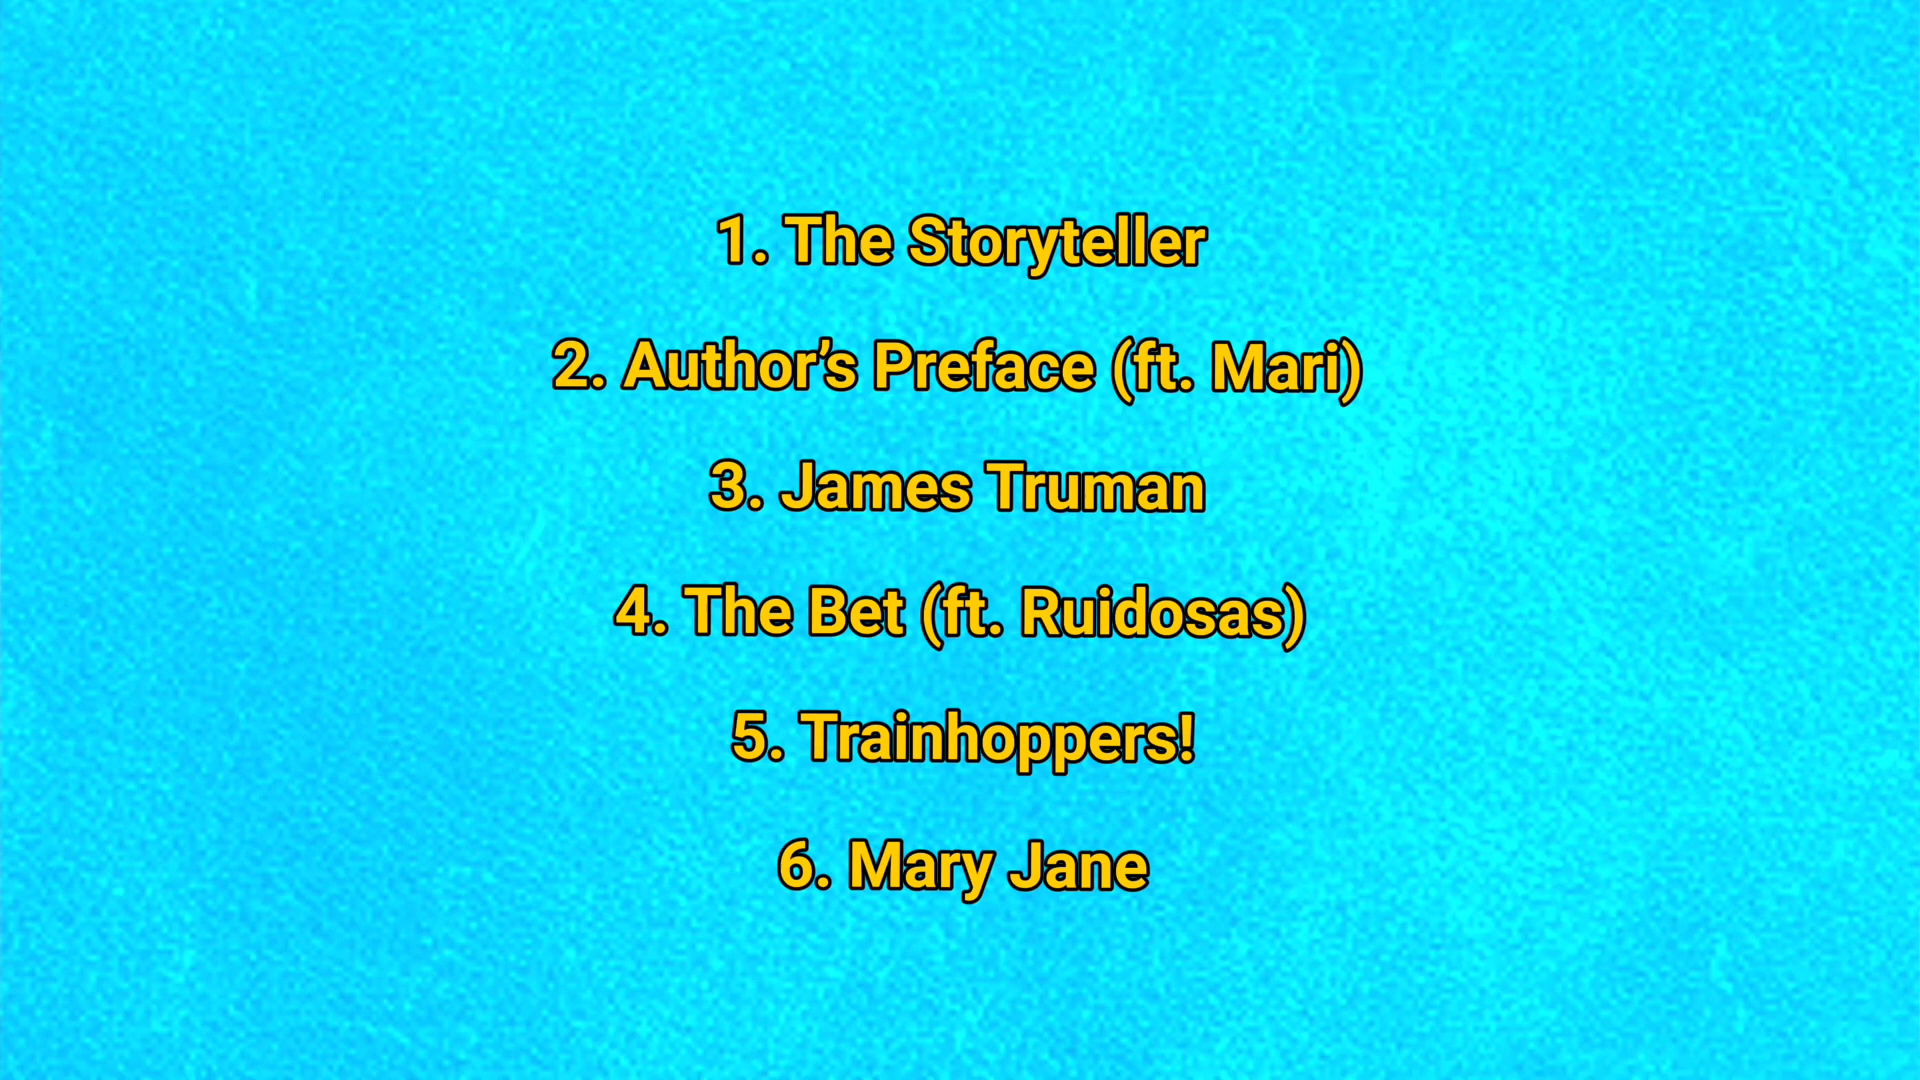 1. The Storyteller
2. Author’s Preface (ft. Mari)
3. James Truman
4. The Bet (ft. Ruidosas)
5. Trainhoppers!
6. Mary Jane